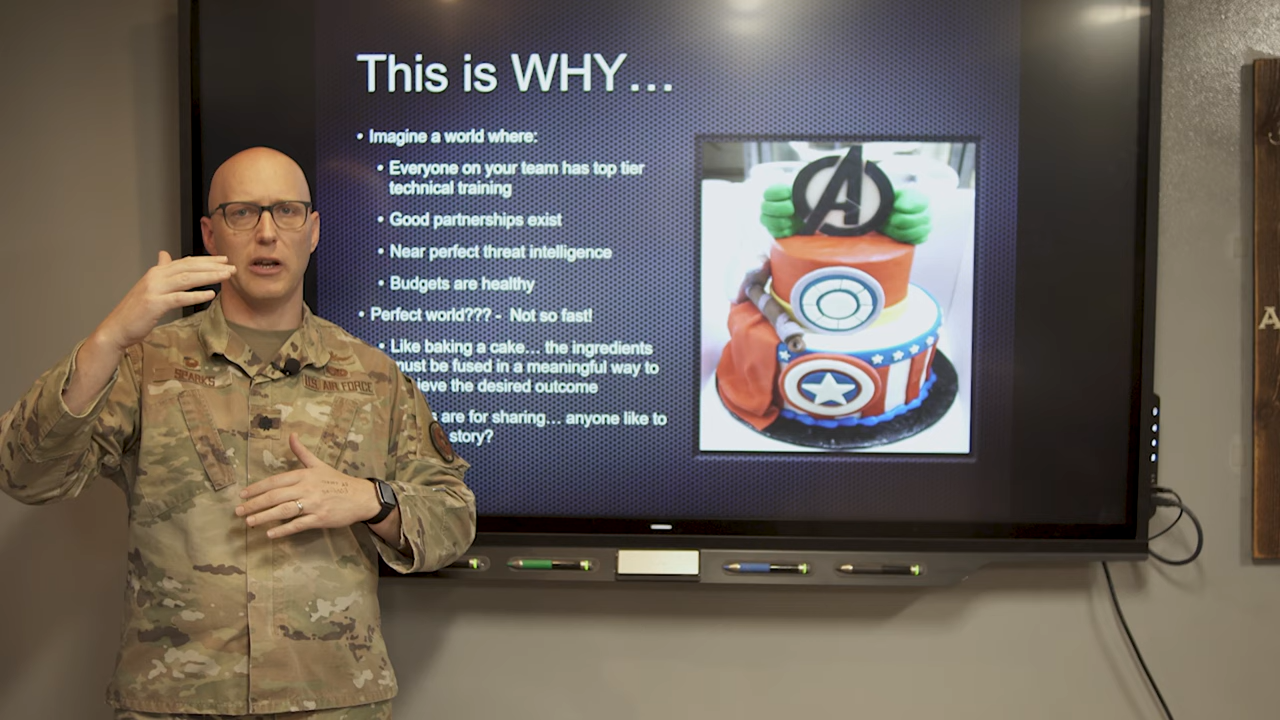 This is WHY...
• Imagine a world where:
• Everyone on your team has top tier
technical training
• Good partnerships exist
• Near perfect threat intelligence
• Budgets are healthy
• Perfect world??? - Not so fast!
• Like baking a cake... the ingredients
must be fused in a meaningful way to
ieve the desired outcome
s are for sharing... anyone like to
story?
A
SPARKS
U.S. AIR FORCE
A